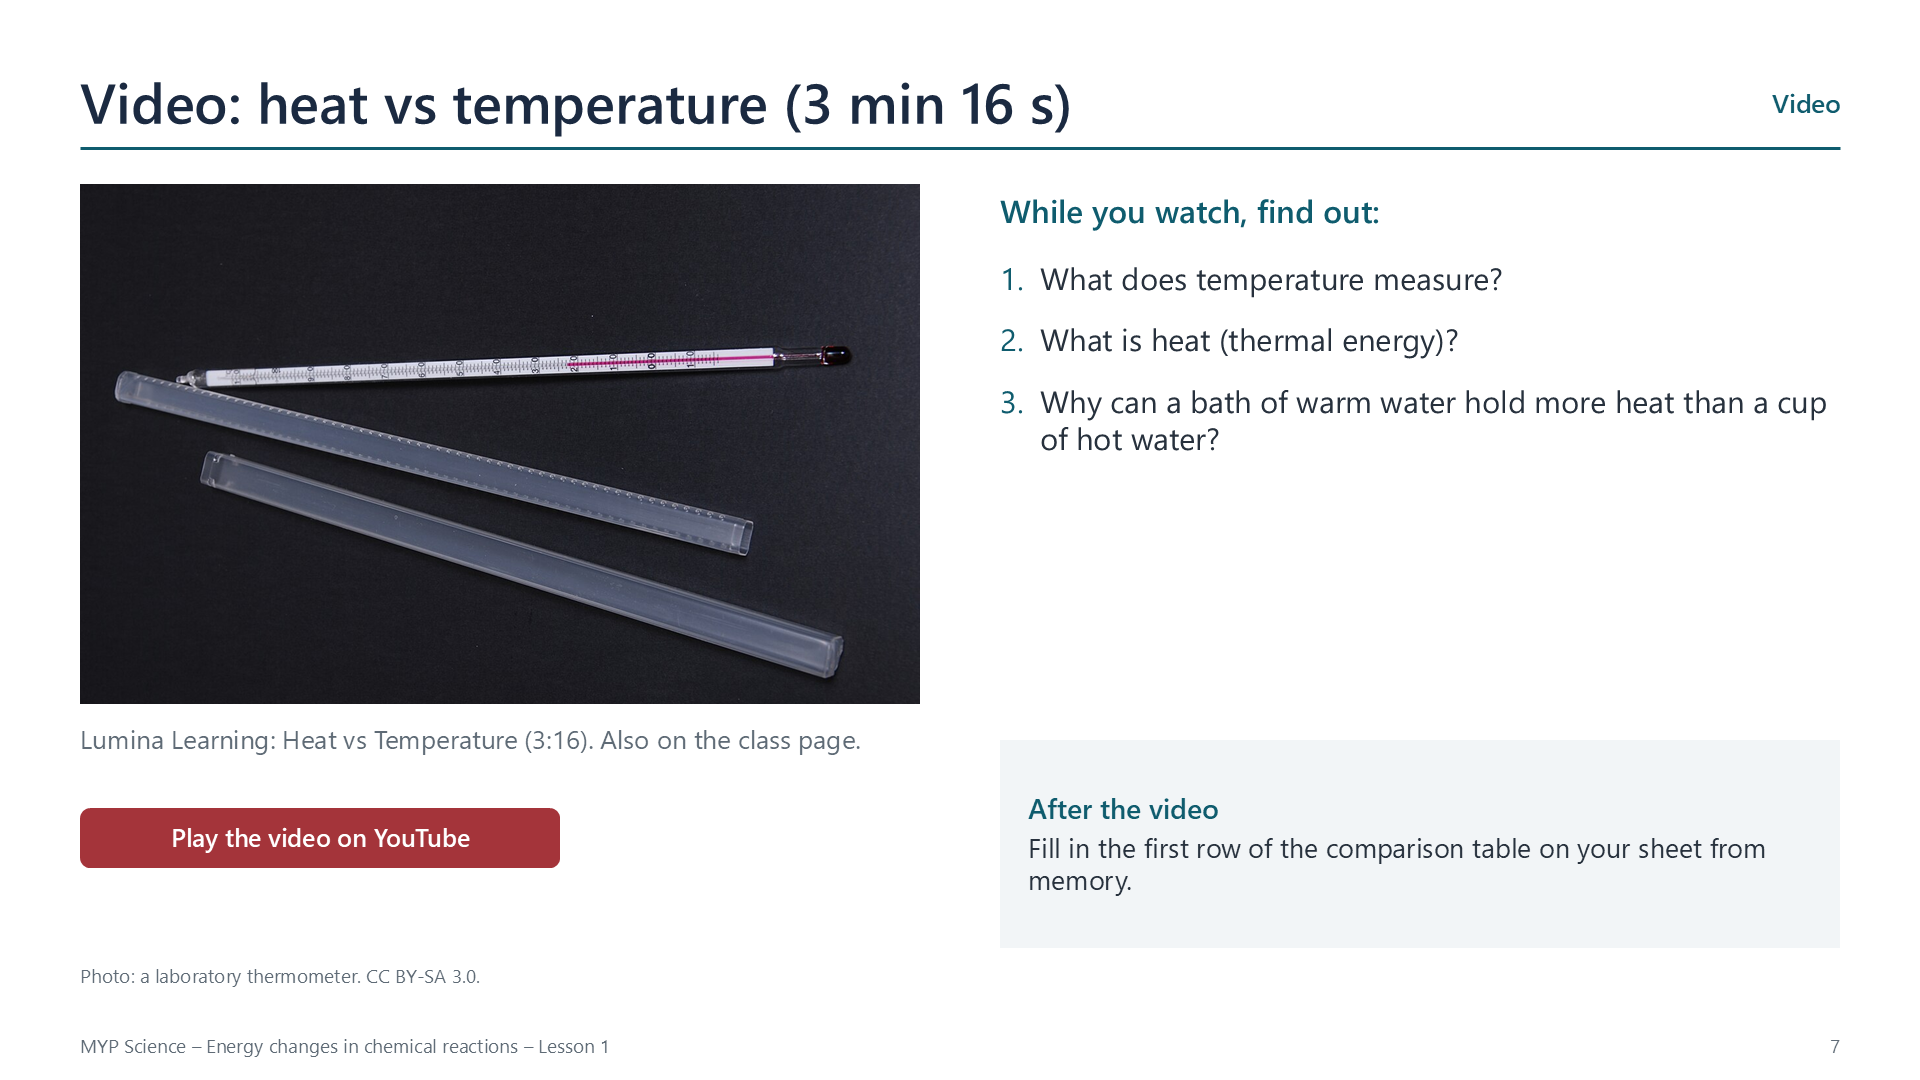 Video: heat vs temperature (3 min 16 s)
Video
Lumina Learning: Heat vs Temperature (3:16). Also on the class page.
Play the video on YouTube
Photo: a laboratory thermometer. CC BY-SA 3.0.
While you watch, find out:
1. What does temperature measure?
2. What is heat (thermal energy)?
3. Why can a bath of warm water hold more heat than a cup
of hot water?
After the video
Fill in the first row of the comparison table on your sheet from
memory.
MYP Science – Energy changes in chemical reactions – Lesson 1
7